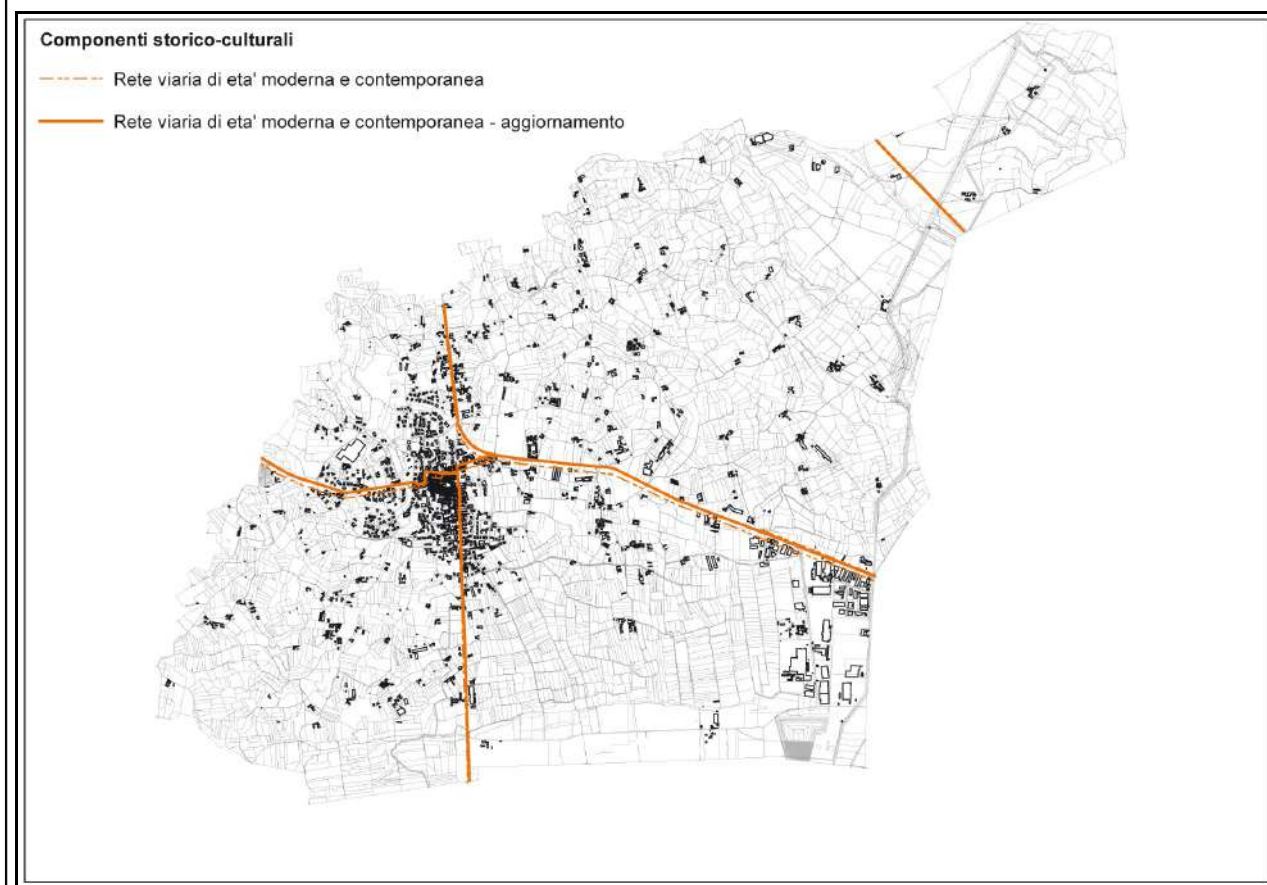 Componenti storico-culturali
Rete viaria di eta' moderna e contemporanea
Rete viaria di eta' moderna e contemporanea - aggiornamento